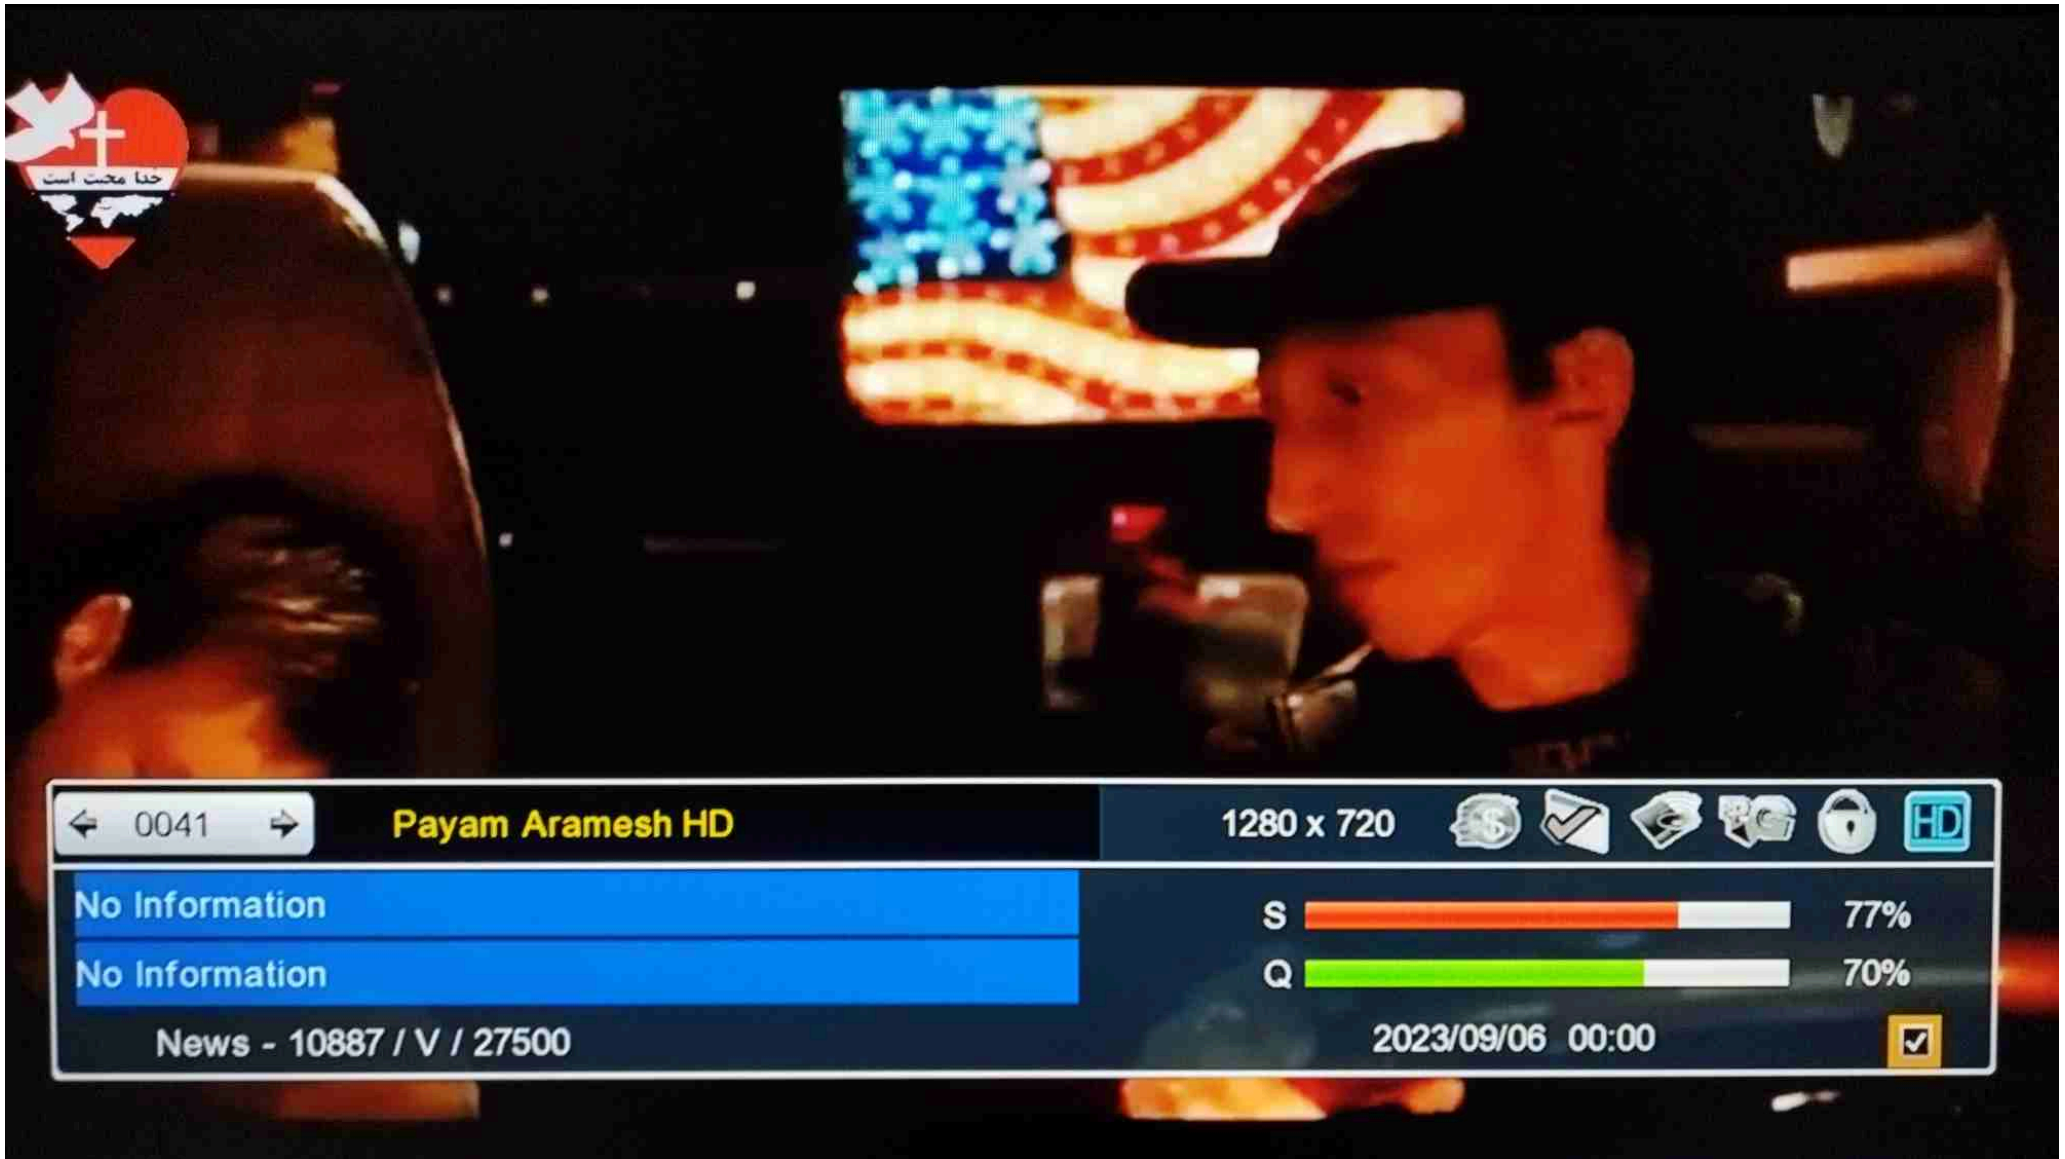 خدا محبت است
0041
Payam Aramesh HD
1280 x 720
HD
No Information
S
77%
No Information
Q
70%
News - 10887 / V / 27500
2023/09/06 00:00